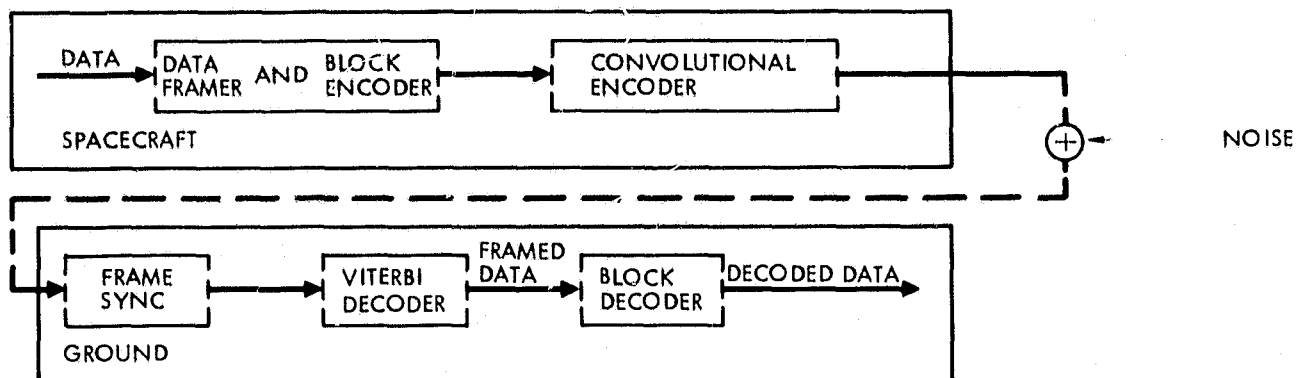 DATA
DATA FRAMER AND BLOCK ENCODER
CONVOLUTIONAL ENCODER
SPACECRAFT
NOISE
FRAME SYNC
VITERBI DECODER
FRAMED DATA
BLOCK DECODER
DECODED DATA
GROUND